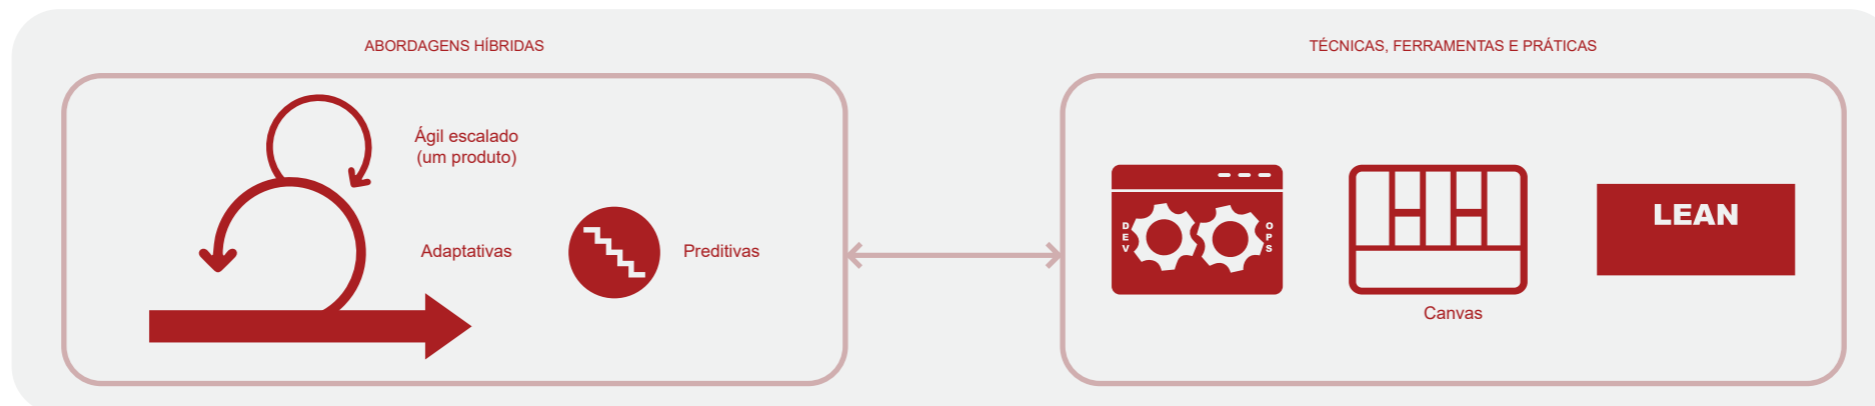 ABORDAGENS HÍBRIDAS
Ágil escalado
(um produto)
Adaptativas
Preditivas
TÉCNICAS, FERRAMENTAS E PRÁTICAS
DEV
OPS
Canvas
LEAN